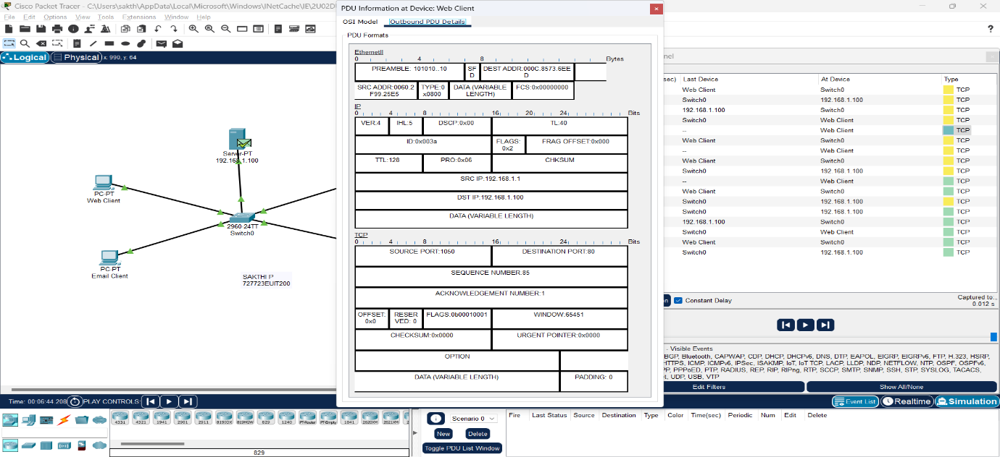 Cisco Packet Tracer - C:\Users\sakth\AppData\Local\Microsoft\Windows\INetCache\IE\2U02D
File Edit Options View Tools Extensions Window Help
Logical Physical x: 990, y: 64
Server-PT
192.168.1.100
PC-PT
Web Client
2960-24TT
Switch0
PC-PT
Email Client
SAKTHI P
727723EUIT200
PDU Information at Device: Web Client
OSI Model Outbound PDU Details
PDU Formats
EthernetII
0 4 8 Bytes
PREAMBLE: 101010..10 SF D DEST ADDR:000C.8573.6EE D
SRC ADDR:0060.2 F99.25E5 TYPE:0 x0800 DATA (VARIABLE LENGTH) FCS:0x00000000
IP
0 4 8 16 20 24 Bits
VER:4 IHL:5 DSCP:0x00 TL:40
ID:0x003a FLAGS: 0x2 FRAG OFFSET:0x000
TTL:128 PRO:0x06 CHKSUM
SRC IP:192.168.1.1
DST IP:192.168.1.100
DATA (VARIABLE LENGTH)
TCP
0 4 8 16 24 Bits
SOURCE PORT:1050 DESTINATION PORT:80
SEQUENCE NUMBER:85
ACKNOWLEDGEMENT NUMBER:1
OFFSET: 0x0 RESER VED: 0 FLAGS:0b00010001 WINDOW:65451
CHECKSUM:0x0000 URGENT POINTER:0x0000
OPTION
DATA (VARIABLE LENGTH) PADDING: 0
?
nel
sec) Last Device At Device Type
Web Client Switch0 TCP
Switch0 192.168.1.100 TCP
192.168.1.100 Switch0 TCP
Switch0 Web Client TCP
-- Web Client TCP
Web Client Switch0 TCP
-- Web Client TCP
Web Client Switch0 TCP
Switch0 192.168.1.100 TCP
-- Web Client TCP
Web Client Switch0 TCP
Switch0 192.168.1.100 TCP
Switch0 192.168.1.100 TCP
192.168.1.100 Switch0 TCP
Switch0 Web Client TCP
Web Client Switch0 TCP
Switch0 192.168.1.100 TCP
Constant Delay Captured to:
0.012 s
- Visible Events
BGP, Bluetooth, CAPWAP, CDP, DHCP, DHCPv6, DNS, DTP, EAPOL, EIGRP, EIGRPv6, FTP, H.323, HSRP,
HTTPS, ICMP, ICMPv6, IPSec, ISAKMP, IoT, IoT TCP, LACP, LLDP, NDP, NETFLOW, NTP, OSPF, OSPFv6,
PPPoED, PTP, RADIUS, REP, RIP, RIPng, RTP, SCCP, SMTP, SNMP, SSH, STP, SYSLOG, TACACS,
UDP, USB, VTP
Edit Filters Show All/None
Time: 00:06:44.208 PLAY CONTROLS:
Event List Realtime Simulation
4331 4321 1941 2901 2911 819IOX 819HGW 829 1240 PT-Router PT-Empty 1841 2620XM 2621XM
829
Scenario 0
New Delete
Toggle PDU List Window
Fire Last Status Source Destination Type Color Time(sec) Periodic Num Edit Delete